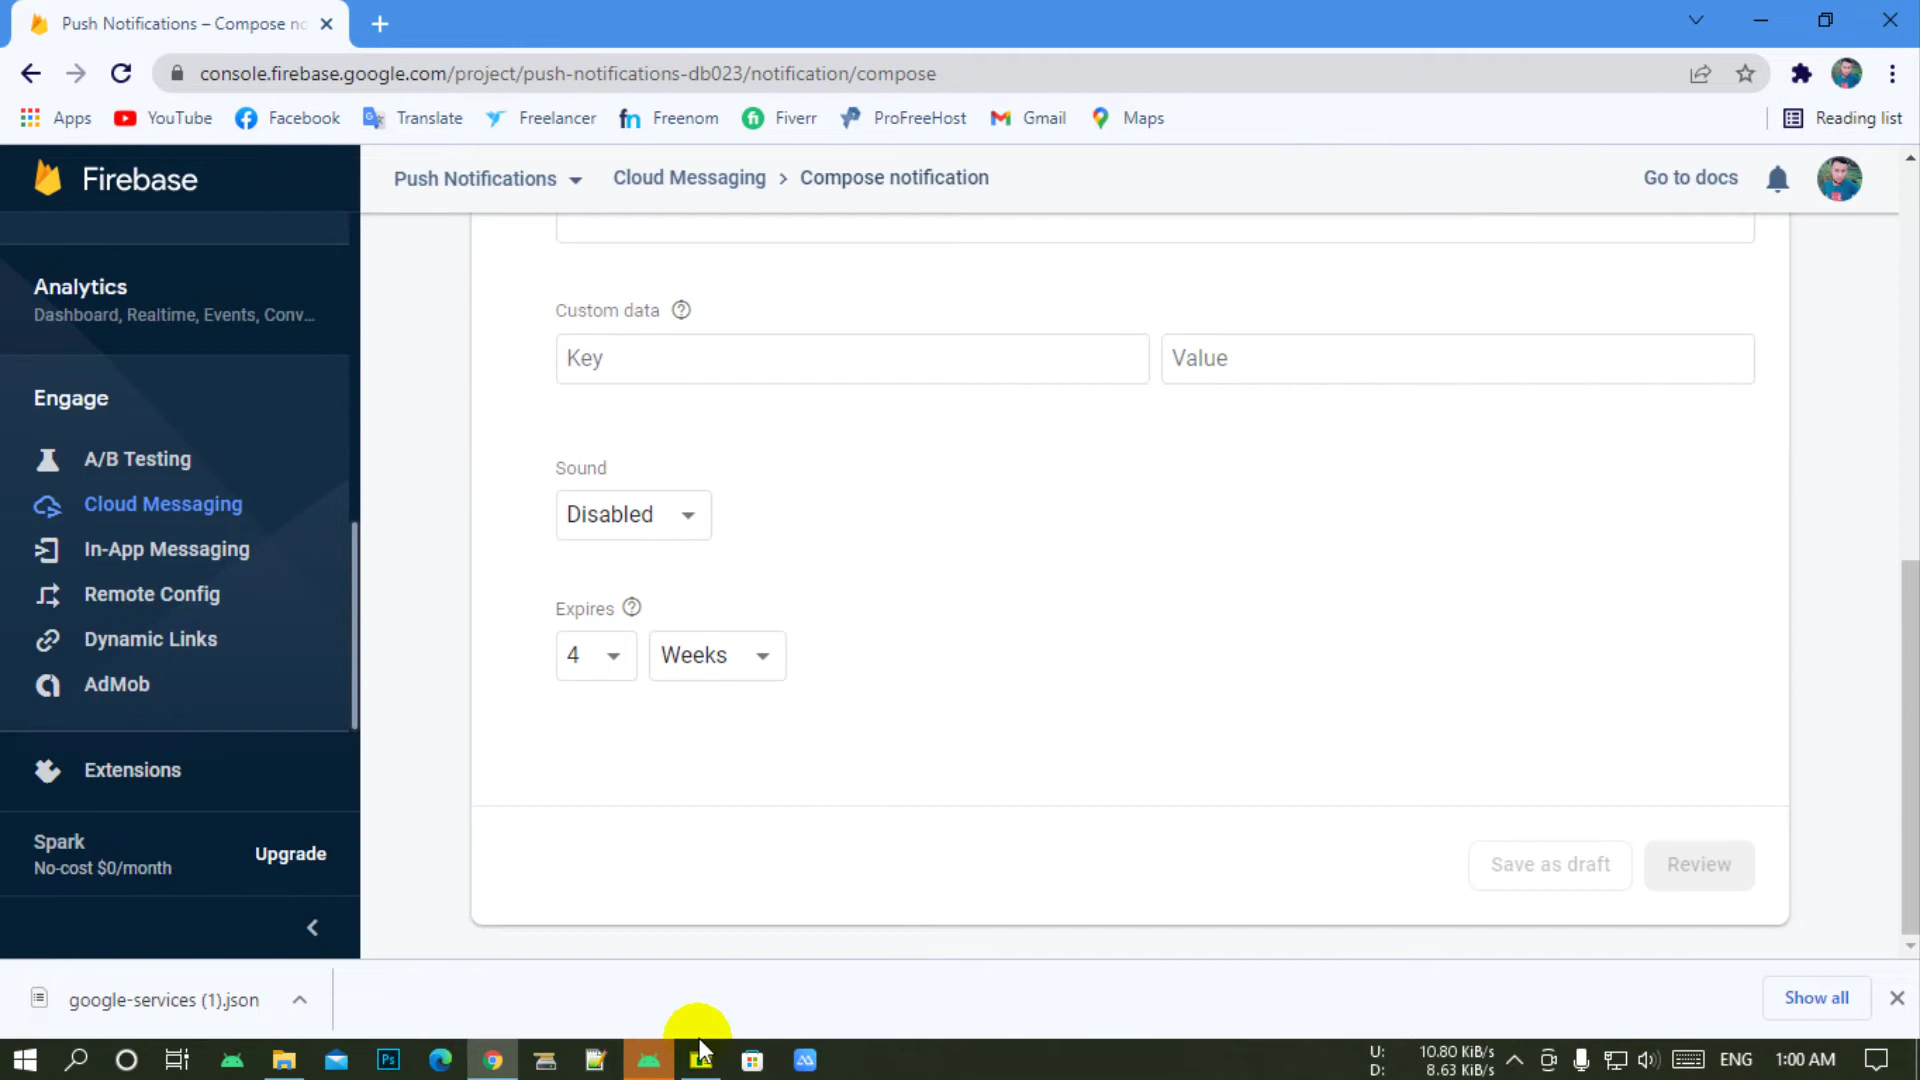 Push Notifications – Compose no
console.firebase.google.com/project/push-notifications-db023/notification/compose
Apps YouTube Facebook Translate Freelancer Freenom Fiverr ProFreeHost Gmail Maps Reading list
Firebase
Push Notifications Cloud Messaging > Compose notification Go to docs
Analytics
Dashboard, Realtime, Events, Conv...
Custom data
Key Value
Engage
A/B Testing
Cloud Messaging
In-App Messaging
Remote Config
Dynamic Links
AdMob
Sound
Disabled
Expires
4 Weeks
Extensions
Spark
No-cost $0/month
Upgrade
Save as draft Review
google-services (1).json
Show all
Ps
U: 10.80 KiB/s
D: 8.63 KiB/s
ENG 1:00 AM